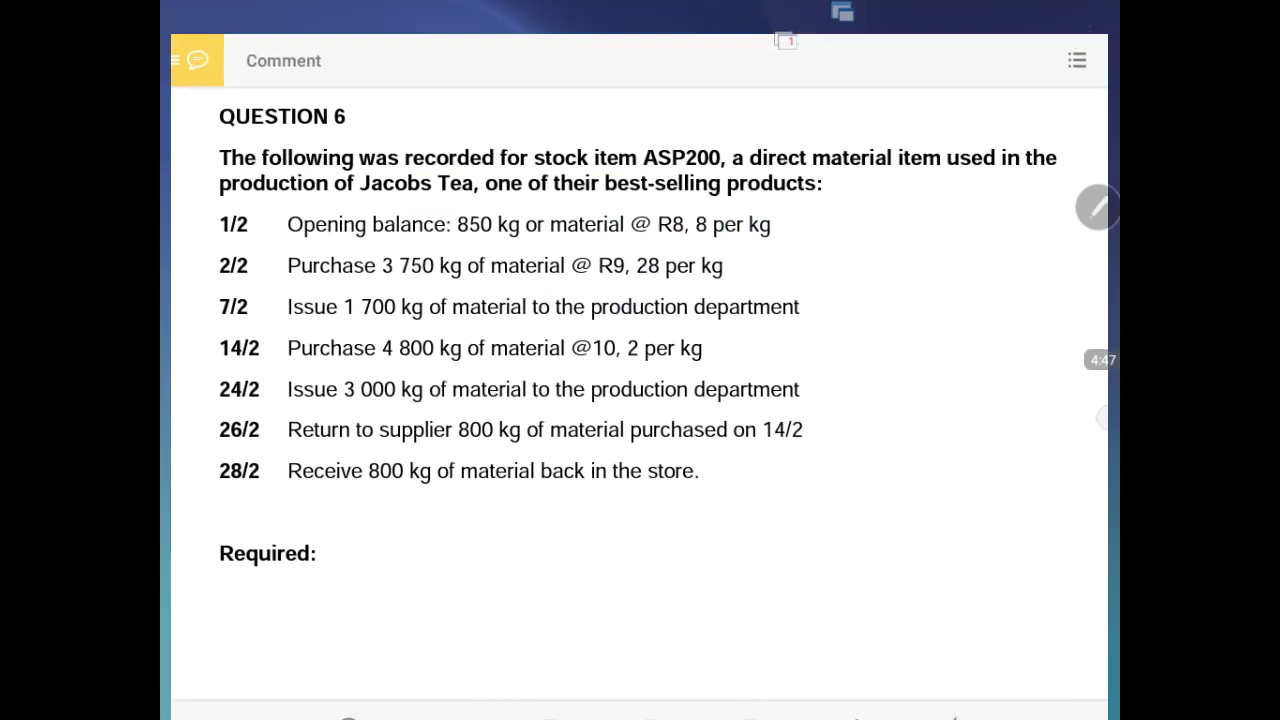 1
Comment
QUESTION 6
The following was recorded for stock item ASP200, a direct material item used in the
production of Jacobs Tea, one of their best-selling products:
1/2 Opening balance: 850 kg or material @ R8, 8 per kg
2/2 Purchase 3 750 kg of material @ R9, 28 per kg
7/2 Issue 1 700 kg of material to the production department
14/2 Purchase 4 800 kg of material @10, 2 per kg
4:47
24/2 Issue 3 000 kg of material to the production department
26/2 Return to supplier 800 kg of material purchased on 14/2
28/2 Receive 800 kg of material back in the store.
Required: